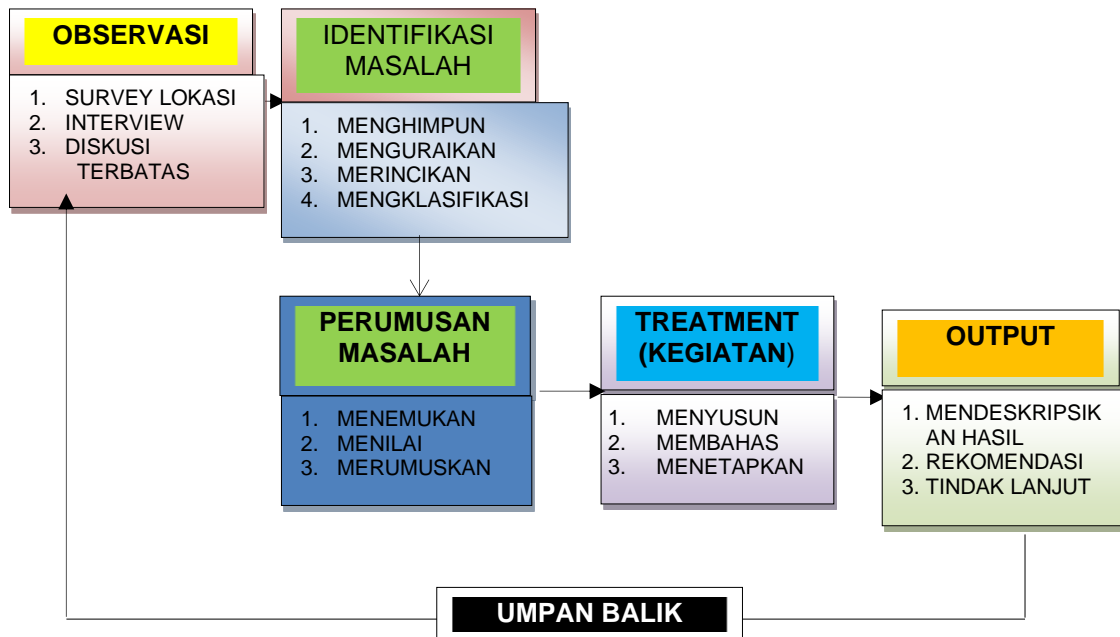 OBSERVASI
1. SURVEY LOKASI
2. INTERVIEW
3. DISKUSI
TERBATAS
IDENTIFIKASI
MASALAH
1. MENGHIMPUN
2. MENGURAIKAN
3. MERINCIKAN
4. MENGKLASIFIKASI
PERUMUSAN
MASALAH
1. MENEMUKAN
2. MENILAI
3. MERUMUSKAN
TREATMENT
(KEGIATAN)
1. MENYUSUN
2. MEMBAHAS
3. MENETAPKAN
OUTPUT
1. MENDESKRIPSIK
AN HASIL
2. REKOMENDASI
3. TINDAK LANJUT
UMPAN BALIK